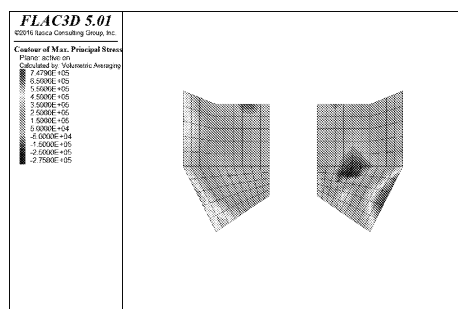 FLAC3D 5.01
©2016 Itasca Consulting Group, Inc.
Contour of Max. Principal Stress
Plane: active on
Calculated by: Volumetric Averaging
7.4790E+05
6.5000E+05
5.5000E+05
4.5000E+05
3.5000E+05
2.5000E+05
1.5000E+05
5.0000E+04
-5.0000E+04
-1.5000E+05
-2.5000E+05
-2.7580E+05